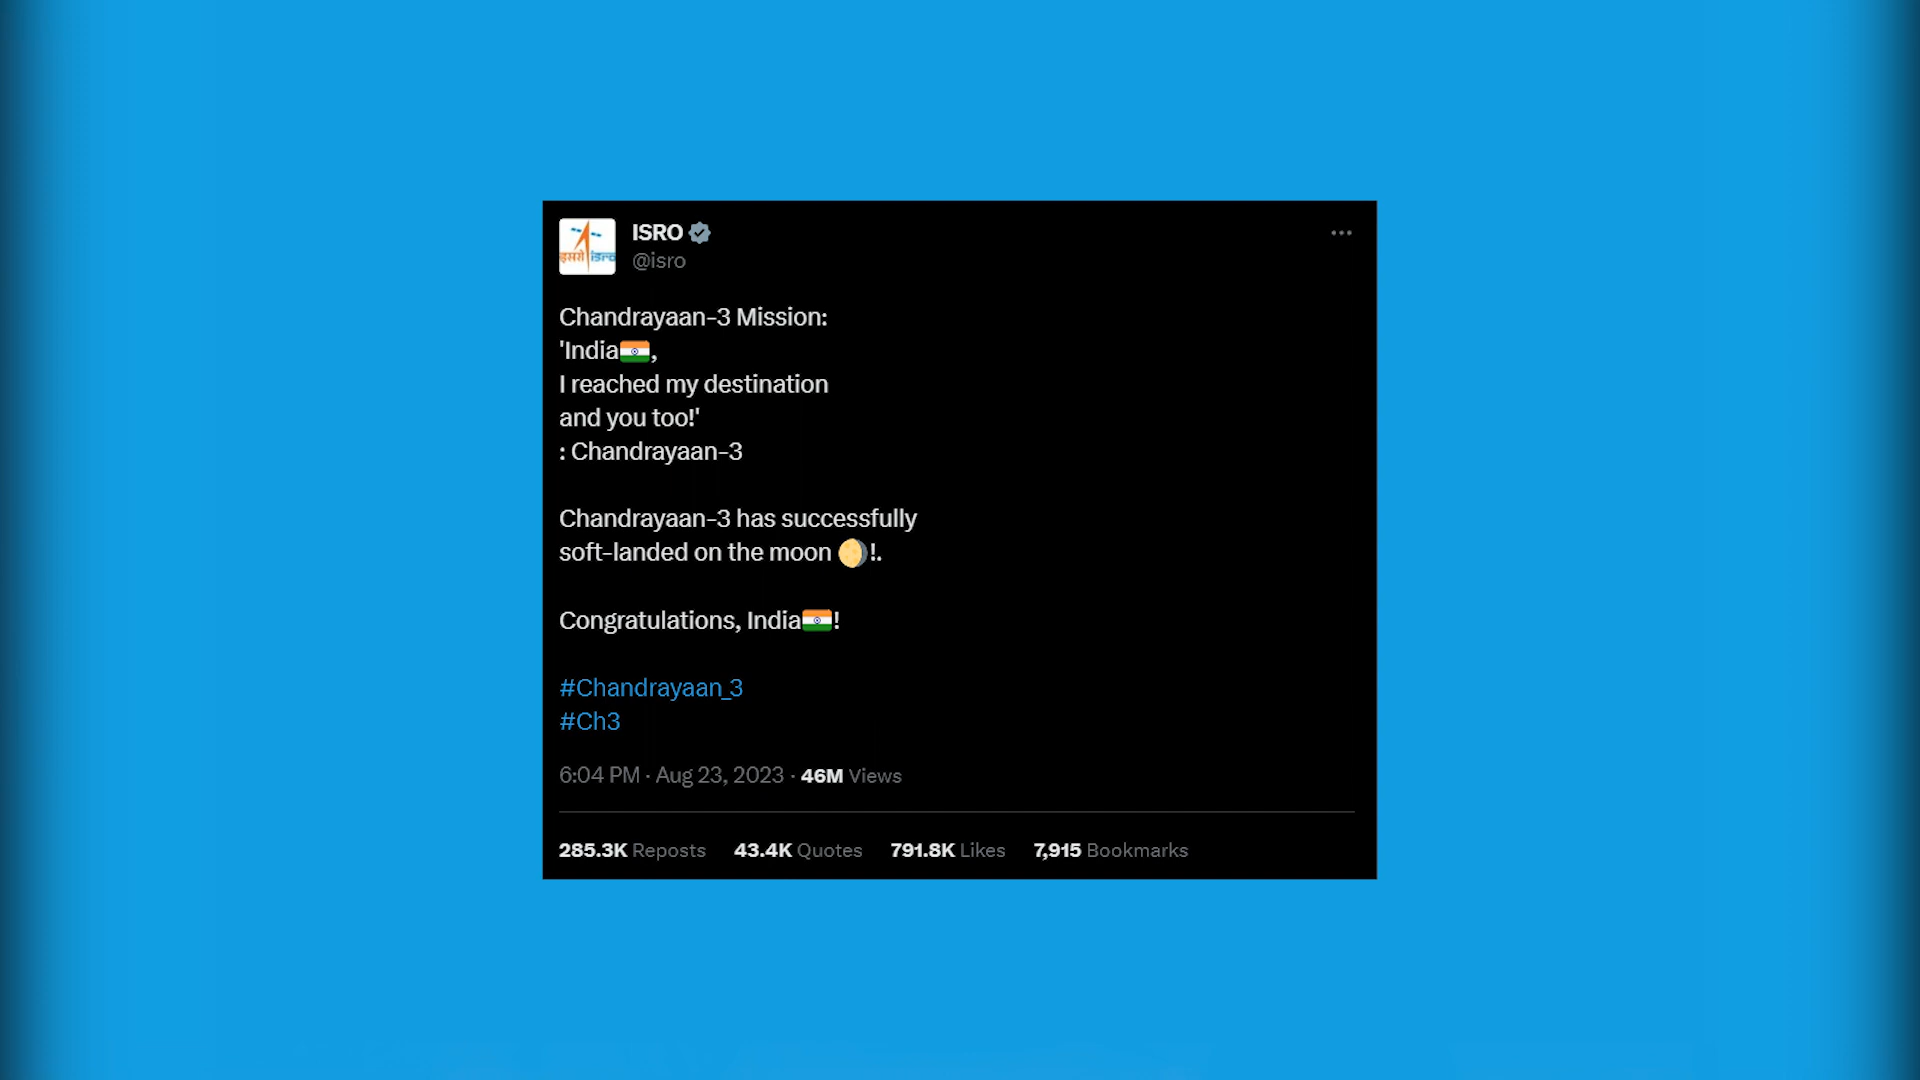 ISRO
@isro
इसरो isro
Chandrayaan-3 Mission:
'India🇮🇳,
I reached my destination
and you too!'
: Chandrayaan-3
Chandrayaan-3 has successfully
soft-landed on the moon 🌖!.
Congratulations, India🇮🇳!
#Chandrayaan_3
#Ch3
6:04 PM · Aug 23, 2023 · 46M Views
285.3K Reposts 43.4K Quotes 791.8K Likes 7,915 Bookmarks